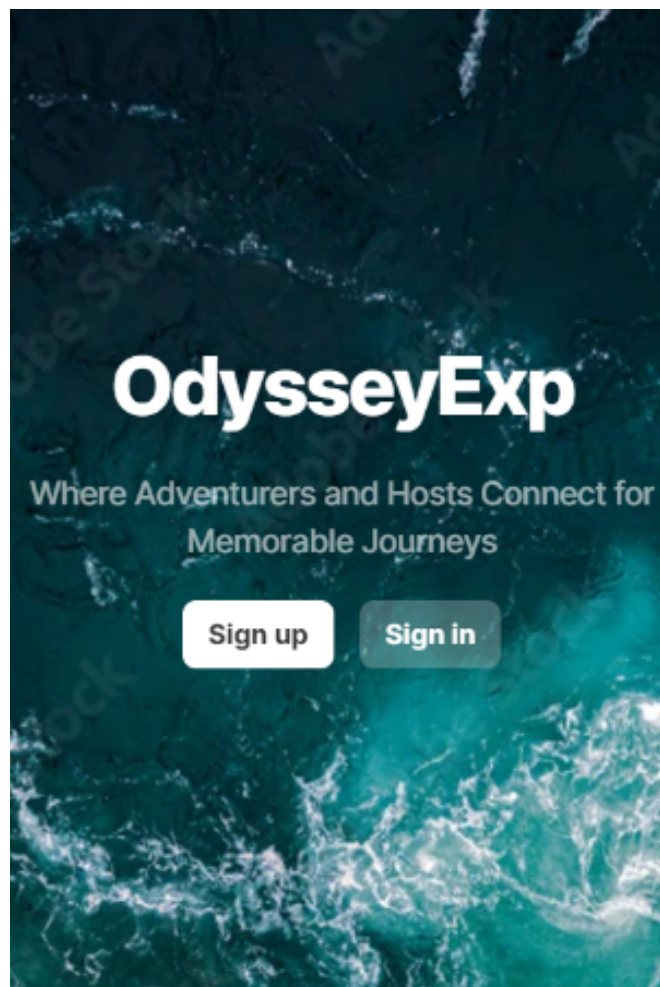 OdysseyExp
Where Adventurers and Hosts Connect for
Memorable Journeys
Sign up Sign in